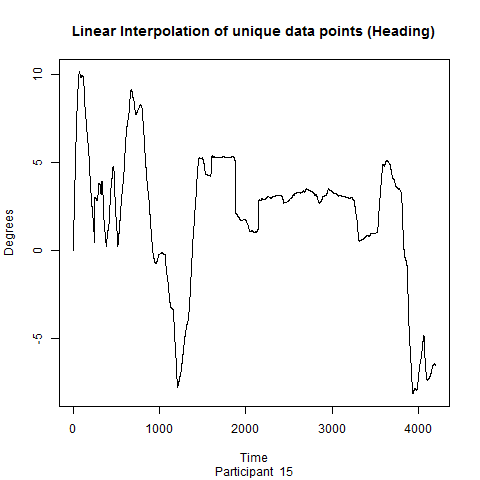 Linear Interpolation of unique data points (Heading)
Degrees
10
5
0
-5
0 1000 2000 3000 4000
Time
Participant 15